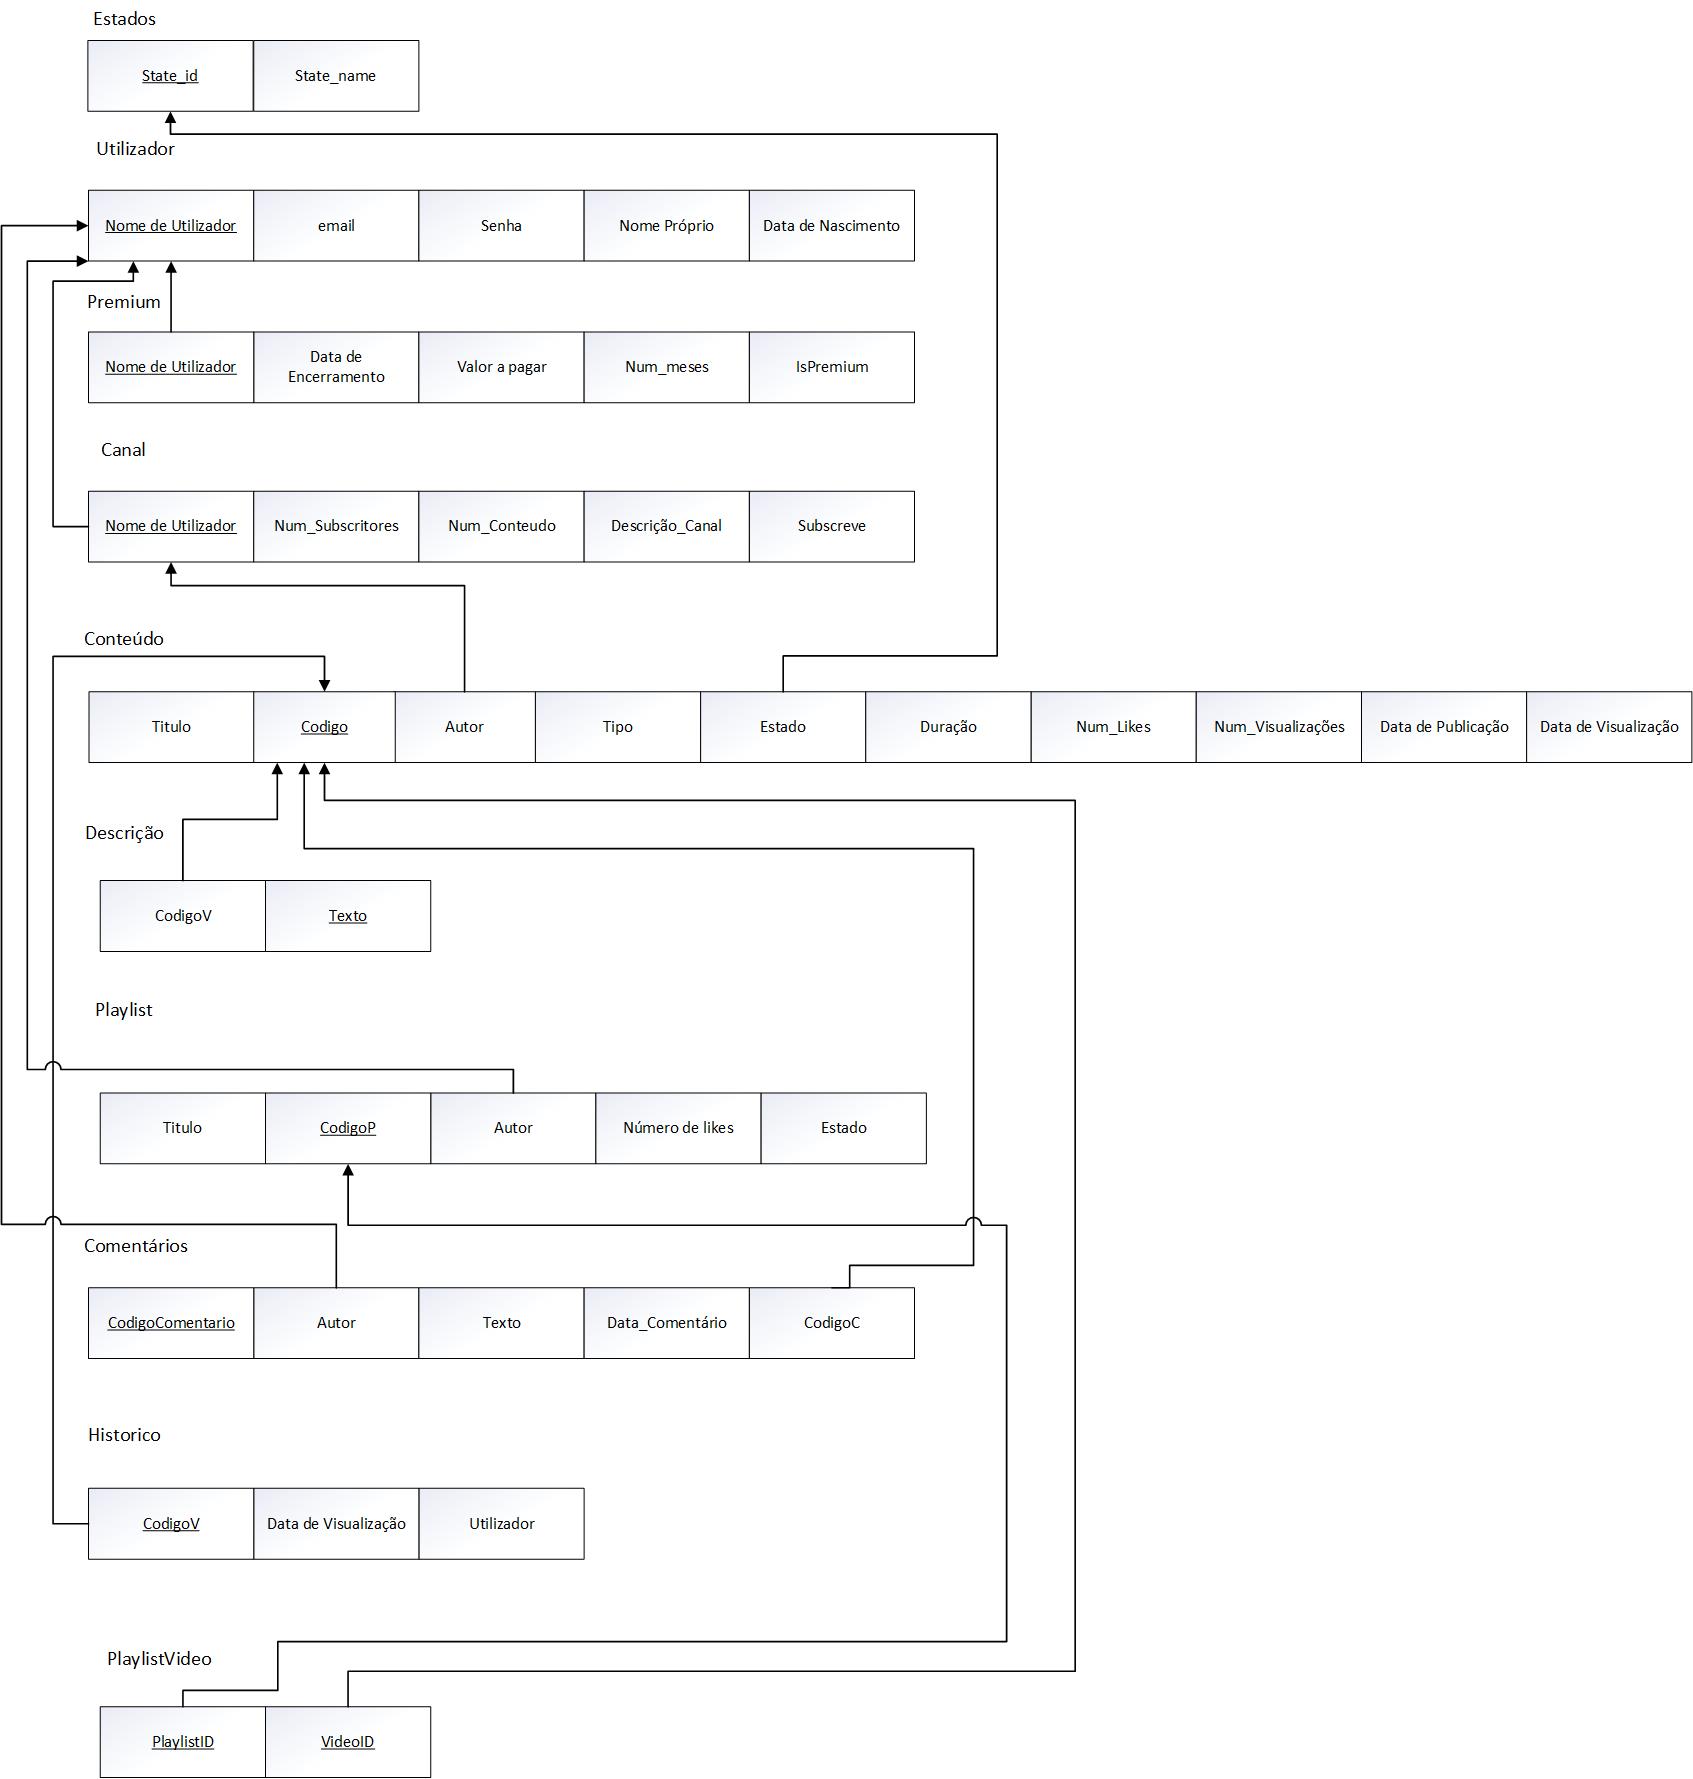 Estados
State_id
State_name
Utilizador
Nome de Utilizador
email
Senha
Nome Próprio
Data de Nascimento
Premium
Nome de Utilizador
Data de
Encerramento
Valor a pagar
Num_meses
IsPremium
Canal
Nome de Utilizador
Num_Subscritores
Num_Conteudo
Descrição_Canal
Subscreve
Conteúdo
Titulo
Codigo
Autor
Tipo
Estado
Duração
Num_Likes
Num_Visualizações
Data de Publicação
Data de Visualização
Descrição
CodigoV
Texto
Playlist
Titulo
CodigoP
Autor
Número de likes
Estado
Comentários
CodigoComentario
Autor
Texto
Data_Comentário
CodigoC
Historico
CodigoV
Data de Visualização
Utilizador
PlaylistVideo
PlaylistID
VideoID